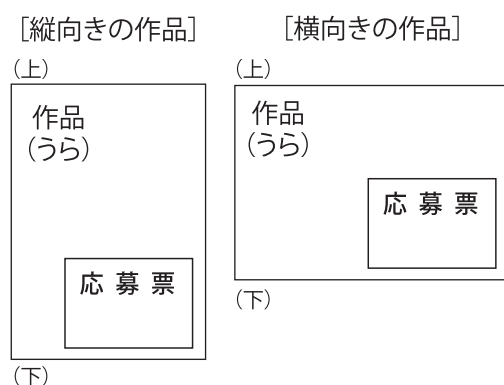 [縦向きの作品]
(上)
作品
(うら)
応募票
(下)
[横向きの作品]
(上)
作品
(うら)
応募票
(下)